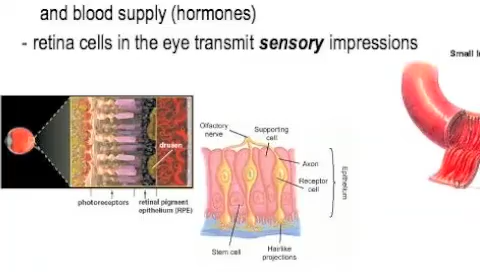 and blood supply (hormones)
- retina cells in the eye transmit sensory impressions
Small
drusen
photoreceptors
retinal pigment
epithelium (RPE)
Olfactory
nerve
Supporting
cell
Axon
Receptor
cell
Epithelium
Stem cell
Hairlike
projections